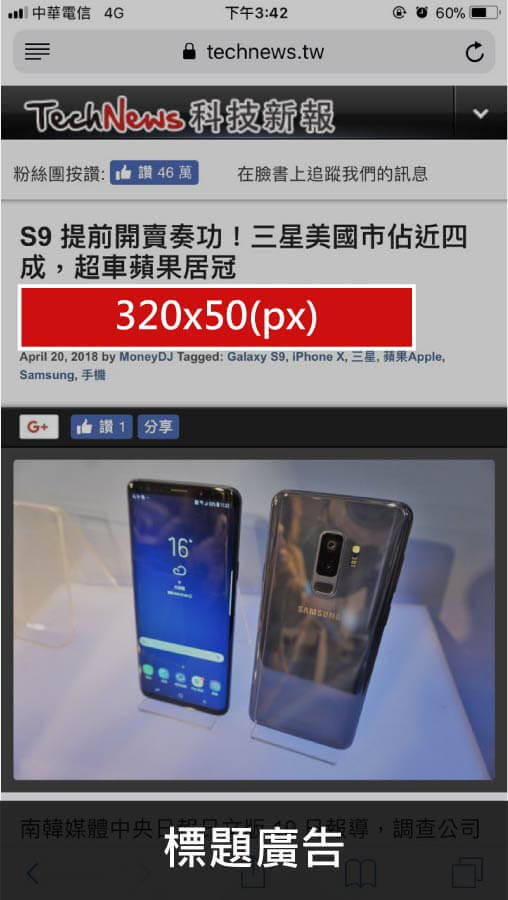 中華電信 4G 下午3:42 60%
technews.tw
TechNews 科技新報
粉絲團按讚: 讚 46 萬 在臉書上追蹤我們的訊息
S9 提前開賣奏功！三星美國市佔近四
成，超車蘋果居冠
320x50(px)
April 20, 2018 by MoneyDJ Tagged: Galaxy S9, iPhone X, 三星, 蘋果Apple,
Samsung, 手機
G+ 讚 1 分享
16°
SAMSUNG
南韓媒體中央日報日文版 19 日報導，調查公司
標題廣告